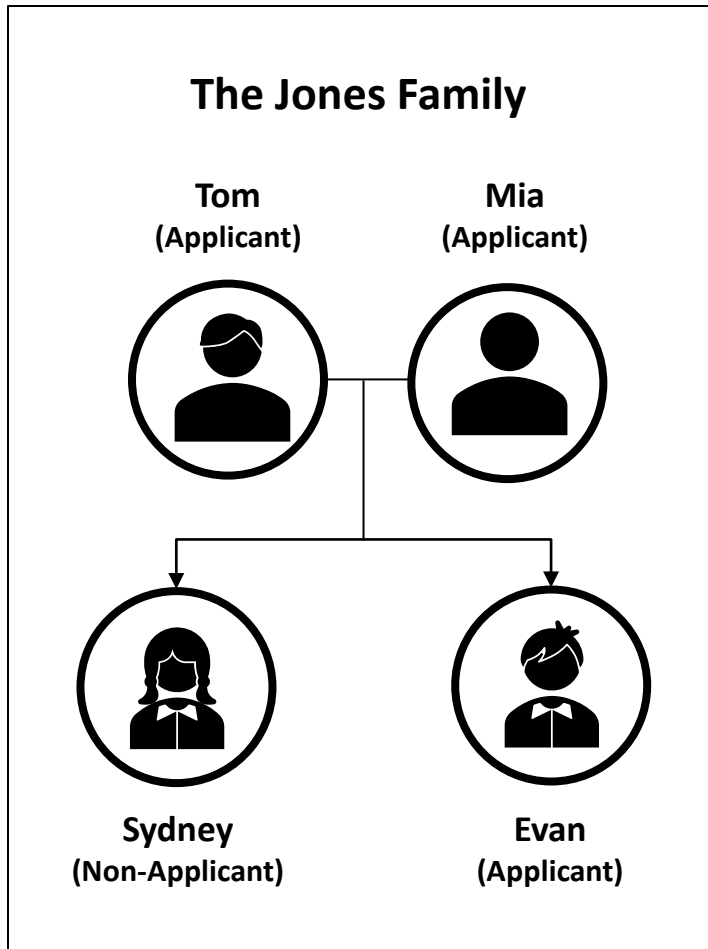 The Jones Family
Tom
(Applicant)
Mia
(Applicant)
Sydney
(Non-Applicant)
Evan
(Applicant)